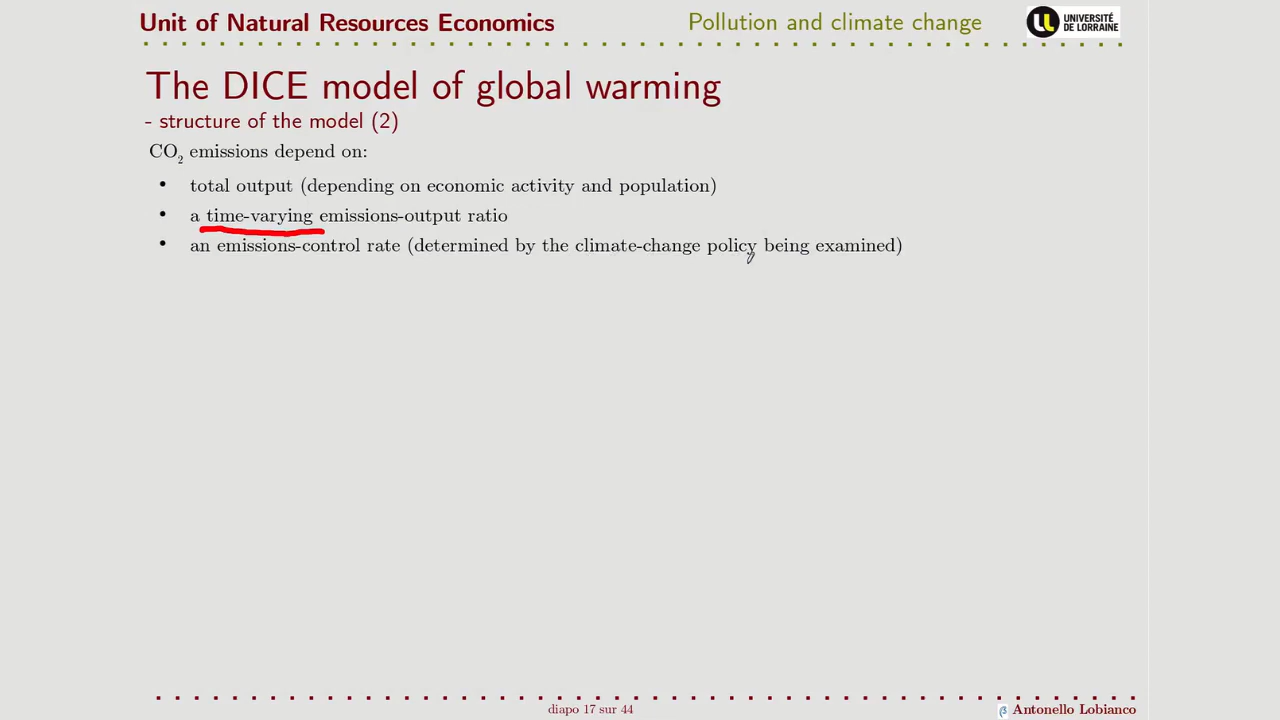 Unit of Natural Resources Economics
Pollution and climate change
UNIVERSITÉ
DE LORRAINE
The DICE model of global warming
- structure of the model (2)
CO₂ emissions depend on:
• total output (depending on economic activity and population)
• a time-varying emissions-output ratio
• an emissions-control rate (determined by the climate-change policy being examined)
diapo 17 sur 44
Antonello Lobianco